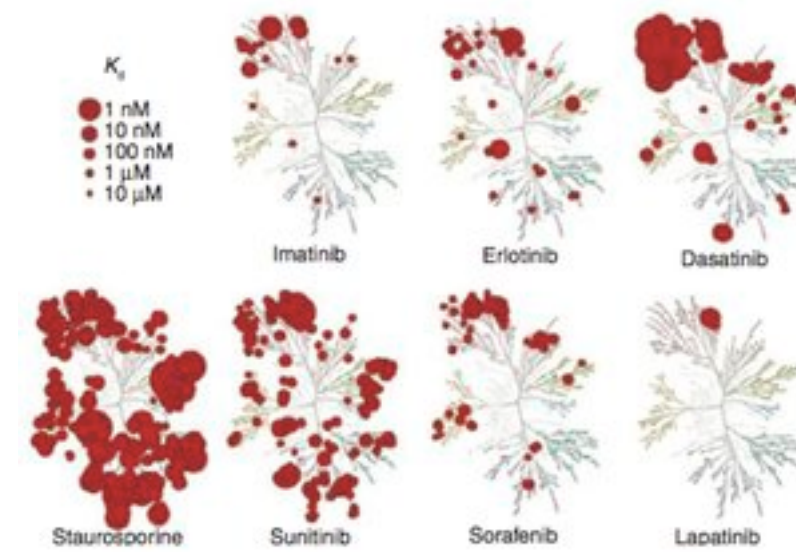 Kd
1 nM
10 nM
100 nM
1 µM
10 µM
Imatinib
Erlotinib
Dasatinib
Staurosporine
Sunitinib
Sorafenib
Lapatinib